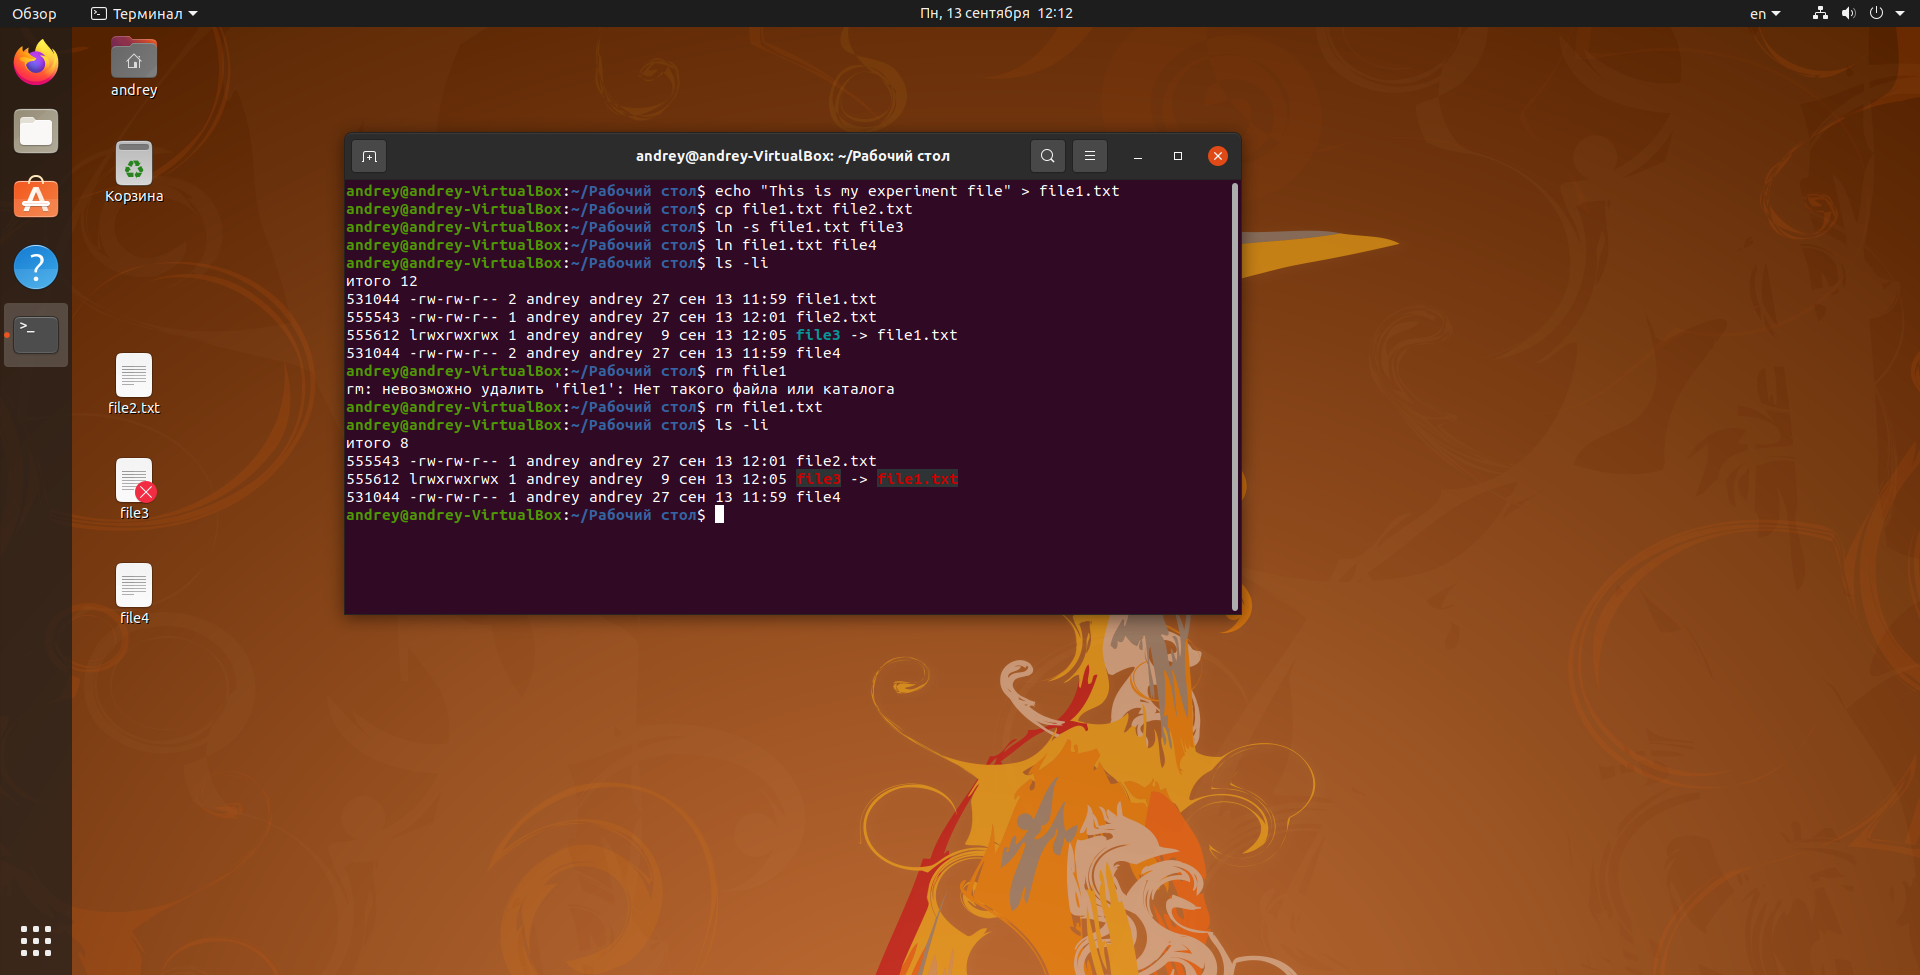 Обзор
Терминал
Пн, 13 сентября 12:12
en
andrey
Корзина
file2.txt
file3
file4
andrey@andrey-VirtualBox: ~/Рабочий стол
andrey@andrey-VirtualBox:~/Рабочий стол$ echo "This is my experiment file" > file1.txt
andrey@andrey-VirtualBox:~/Рабочий стол$ cp file1.txt file2.txt
andrey@andrey-VirtualBox:~/Рабочий стол$ ln -s file1.txt file3
andrey@andrey-VirtualBox:~/Рабочий стол$ ln file1.txt file4
andrey@andrey-VirtualBox:~/Рабочий стол$ ls -li
итого 12
531044 -rw-rw-r-- 2 andrey andrey 27 сен 13 11:59 file1.txt
555543 -rw-rw-r-- 1 andrey andrey 27 сен 13 12:01 file2.txt
555612 lrwxrwxrwx 1 andrey andrey  9 сен 13 12:05 file3 -> file1.txt
531044 -rw-rw-r-- 2 andrey andrey 27 сен 13 11:59 file4
andrey@andrey-VirtualBox:~/Рабочий стол$ rm file1
rm: невозможно удалить 'file1': Нет такого файла или каталога
andrey@andrey-VirtualBox:~/Рабочий стол$ rm file1.txt
andrey@andrey-VirtualBox:~/Рабочий стол$ ls -li
итого 8
555543 -rw-rw-r-- 1 andrey andrey 27 сен 13 12:01 file2.txt
555612 lrwxrwxrwx 1 andrey andrey  9 сен 13 12:05 file3 -> file1.txt
531044 -rw-rw-r-- 1 andrey andrey 27 сен 13 11:59 file4
andrey@andrey-VirtualBox:~/Рабочий стол$